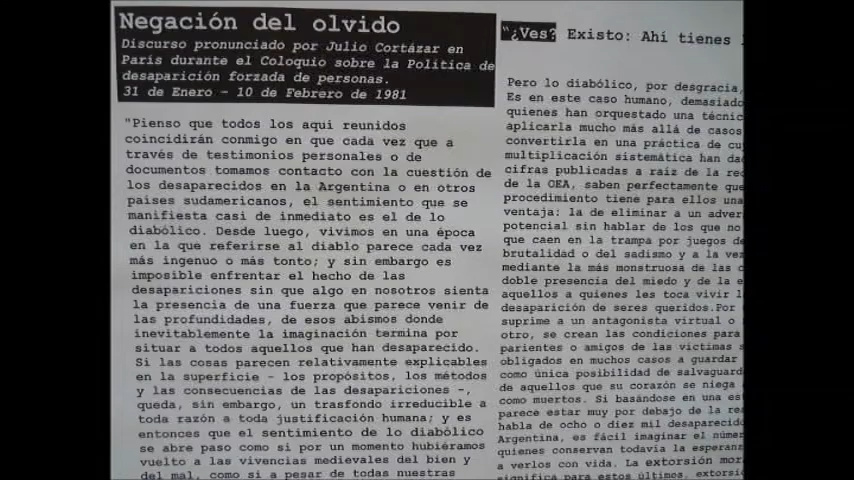 Negación del olvido
Discurso pronunciado por Julio Cortázar en
París durante el Coloquio sobre la Política de
desaparición forzada de personas.
31 de Enero - 10 de Febrero de 1981
"Pienso que todos los aquí reunidos
coincidirán conmigo en que cada vez que a
través de testimonios personales o de
documentos tomamos contacto con la cuestión de
los desaparecidos en la Argentina o en otros
países sudamericanos, el sentimiento que se
manifiesta casi de inmediato es el de lo
diabólico. Desde luego, vivimos en una época
en la que referirse al diablo parece cada vez
más ingenuo o más tonto; y sin embargo es
imposible enfrentar el hecho de las
desapariciones sin que algo en nosotros sienta
la presencia de una fuerza que parece venir de
las profundidades, de esos abismos donde
inevitablemente la imaginación termina por
situar a todos aquellos que han desaparecido.
Si las cosas parecen relativamente explicables
en la superficie - los propósitos, los métodos
y las consecuencias de las desapariciones -,
queda, sin embargo, un trasfondo irreducible a
toda razón a toda justificación humana; y es
entonces que el sentimiento de lo diabólico
se abre paso como si por un momento hubiéramos
vuelto a las vivencias medievales del bien y
del mal, como si a pesar de todas nuestras
"¿Ves? Existo: Ahí tienes
Pero lo diabólico, por desgracia,
Es en este caso humano, demasiado
quienes han orquestado una técnic
aplicarla mucho más allá de casos
convertirla en una práctica de cu
multiplicación sistemática han da
cifras publicadas a raíz de la re
de la OEA, saben perfectamente que
procedimiento tiene para ellos una
ventaja: la de eliminar a un adver
potencial sin hablar de los que no
que caen en la trampa por juegos de
brutalidad o del sadismo y a la ve
mediante la más monstruosa de las c
doble presencia del miedo y de la e
aquellos a quienes les toca vivir l
desaparición de seres queridos.Por
suprime a un antagonista virtual o
otro, se crean las condiciones para
parientes o amigos de las víctimas s
obligados en muchos casos a guardar
como única posibilidad de salvaguard
de aquellos que su corazón se niega
como muertos. Si basándose en una es
parece estar muy por debajo de la re
habla de ocho o diez mil desaparecid
Argentina, es fácil imaginar el núme
quienes conservan todavía la esperan
a verlos con vida. La extorsión mor
significa para estos últimos, extorsi